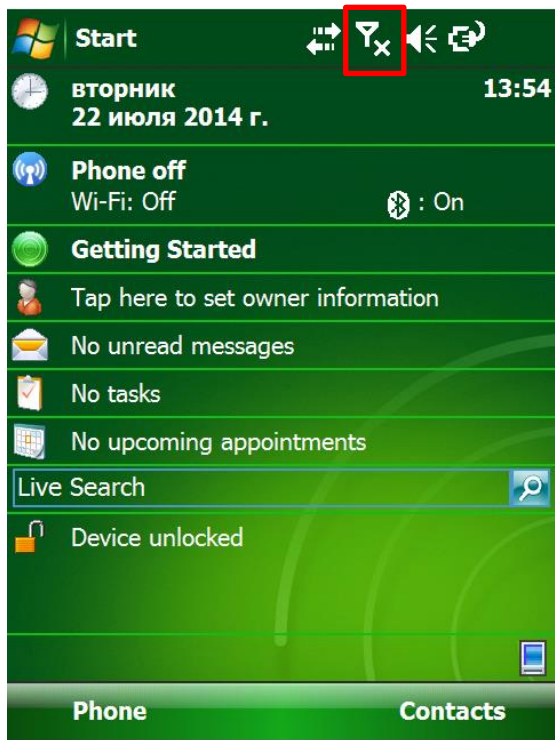 Start
вторник 13:54
22 июля 2014 г.
Phone off
Wi-Fi: Off : On
Getting Started
Tap here to set owner information
No unread messages
No tasks
No upcoming appointments
Live Search
Device unlocked
Phone Contacts